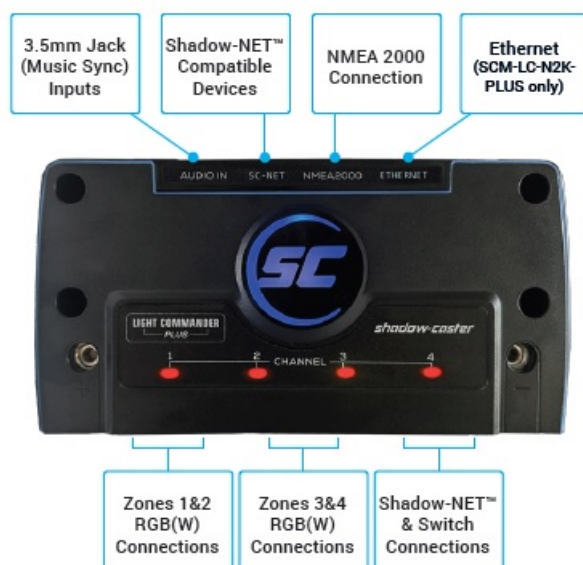 3.5mm Jack
(Music Sync)
Inputs
Shadow-NET™
Compatible
Devices
NMEA 2000
Connection
Ethernet
(SCM-LC-N2K-
PLUS only)
AUDIO IN
SC-NET
NMEA2000
ETHERNET
SC
LIGHT COMMANDER
PLUS
shadow-caster
1
2
3
4
CHANNEL
+
-
Zones 1&2
RGB(W)
Connections
Zones 3&4
RGB(W)
Connections
Shadow-NET™
& Switch
Connections